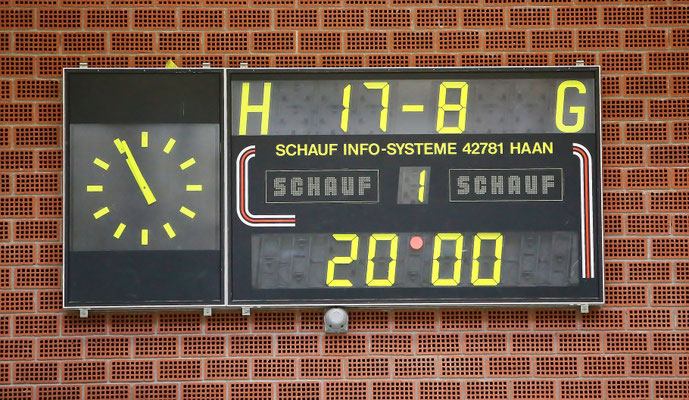 H 17-8 G
SCHAUF INFO-SYSTEME 42781 HAAN
SCHAUF 1 SCHAUF
20:00